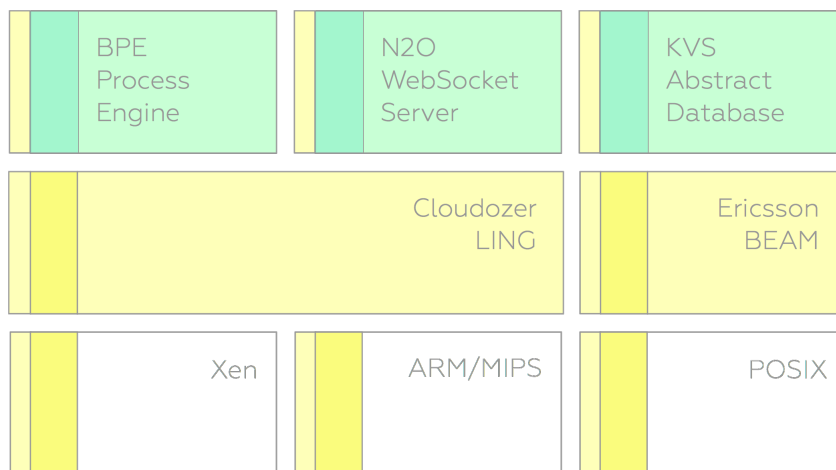 BPE
Process
Engine
N2O
WebSocket
Server
KVS
Abstract
Database
Cloudozer
LING
Ericsson
BEAM
Xen
ARM/MIPS
POSIX